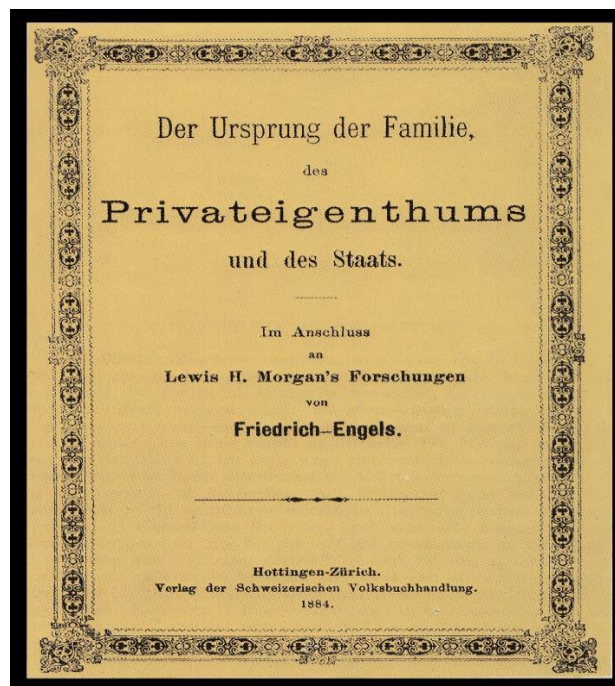 Der Ursprung der Familie,
des
Privateigenthums
und des Staats.
Im Anschluss
an
Lewis H. Morgan's Forschungen
von
Friedrich-Engels.
Hottingen-Zürich.
Verlag der Schweizerischen Volksbuchhandlung.
1884.